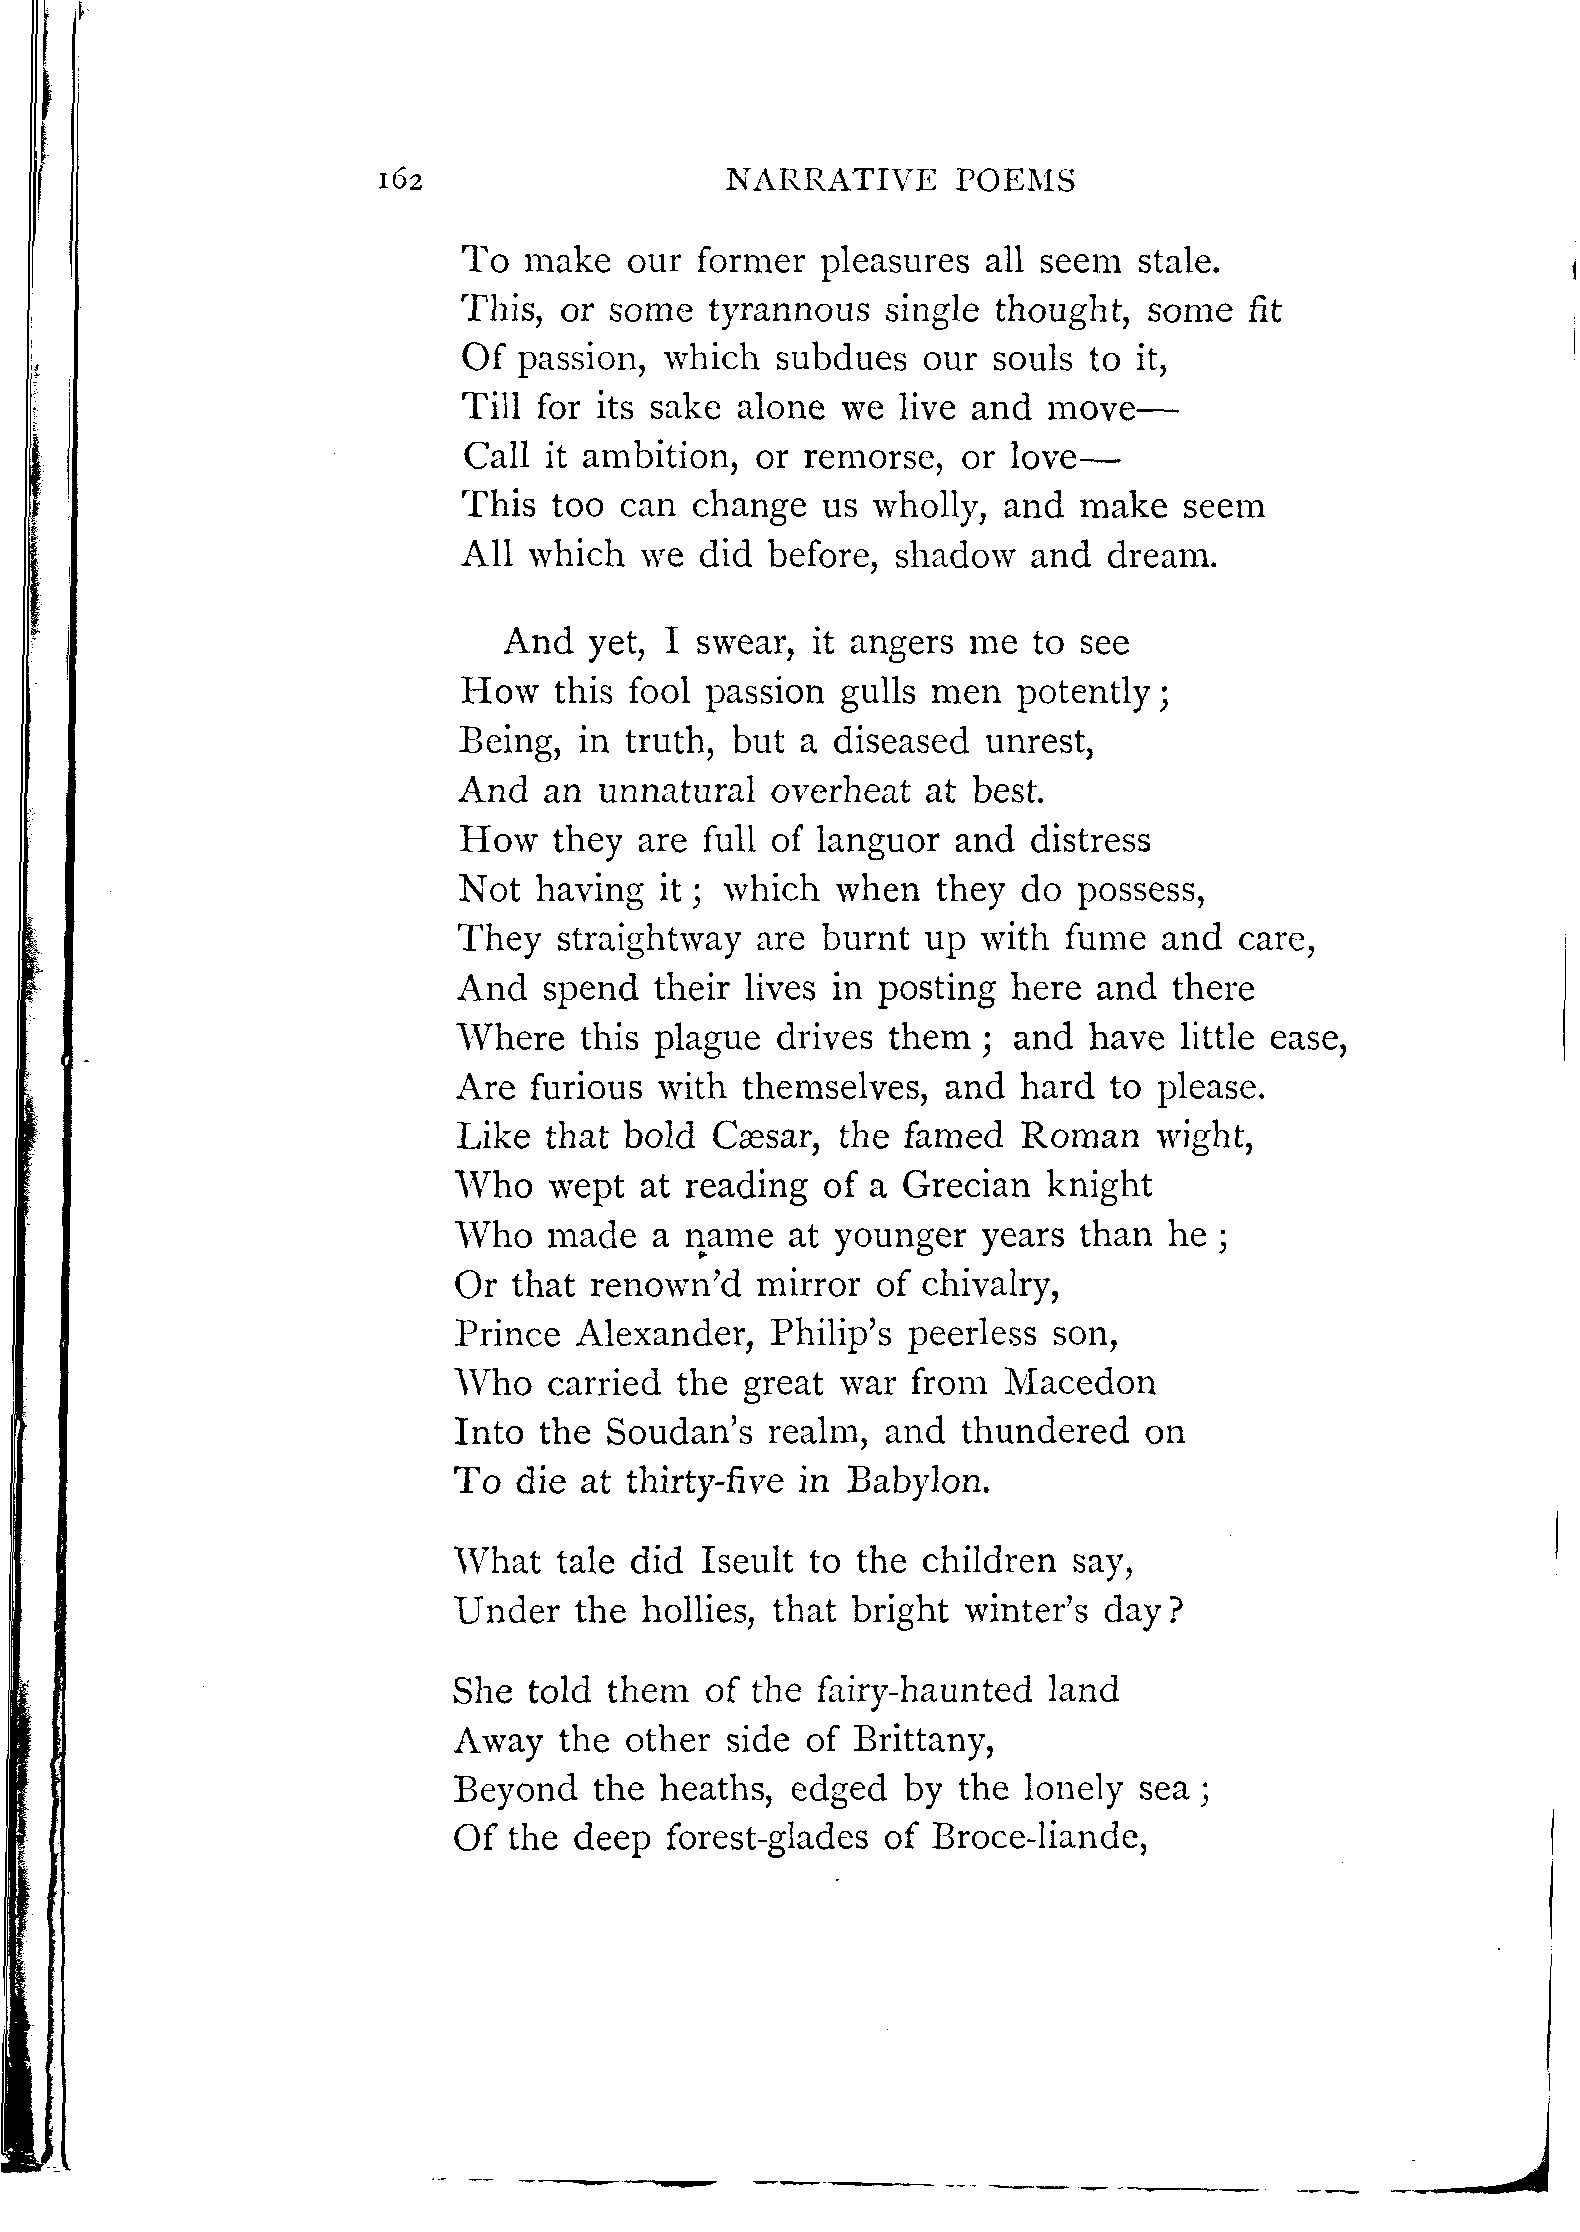 162 NARRATIVE POEMS
To make our former pleasures all seem stale.
This, or some tyrannous single thought, some fit
Of passion, which subdues our souls to it,
Till for its sake alone we live and move—
Call it ambition, or remorse, or love—
This too can change us wholly, and make seem
All which we did before, shadow and dream.
And yet, I swear, it angers me to see
How this fool passion gulls men potently;
Being, in truth, but a diseased unrest,
And an unnatural overheat at best.
How they are full of languor and distress
Not having it; which when they do possess,
They straightway are burnt up with fume and care,
And spend their lives in posting here and there
Where this plague drives them; and have little ease,
Are furious with themselves, and hard to please.
Like that bold Cæsar, the famed Roman wight,
Who wept at reading of a Grecian knight
Who made a name at younger years than he;
Or that renown'd mirror of chivalry,
Prince Alexander, Philip's peerless son,
Who carried the great war from Macedon
Into the Soudan's realm, and thundered on
To die at thirty-five in Babylon.
What tale did Iseult to the children say,
Under the hollies, that bright winter's day?
She told them of the fairy-haunted land
Away the other side of Brittany,
Beyond the heaths, edged by the lonely sea;
Of the deep forest-glades of Broce-liande,